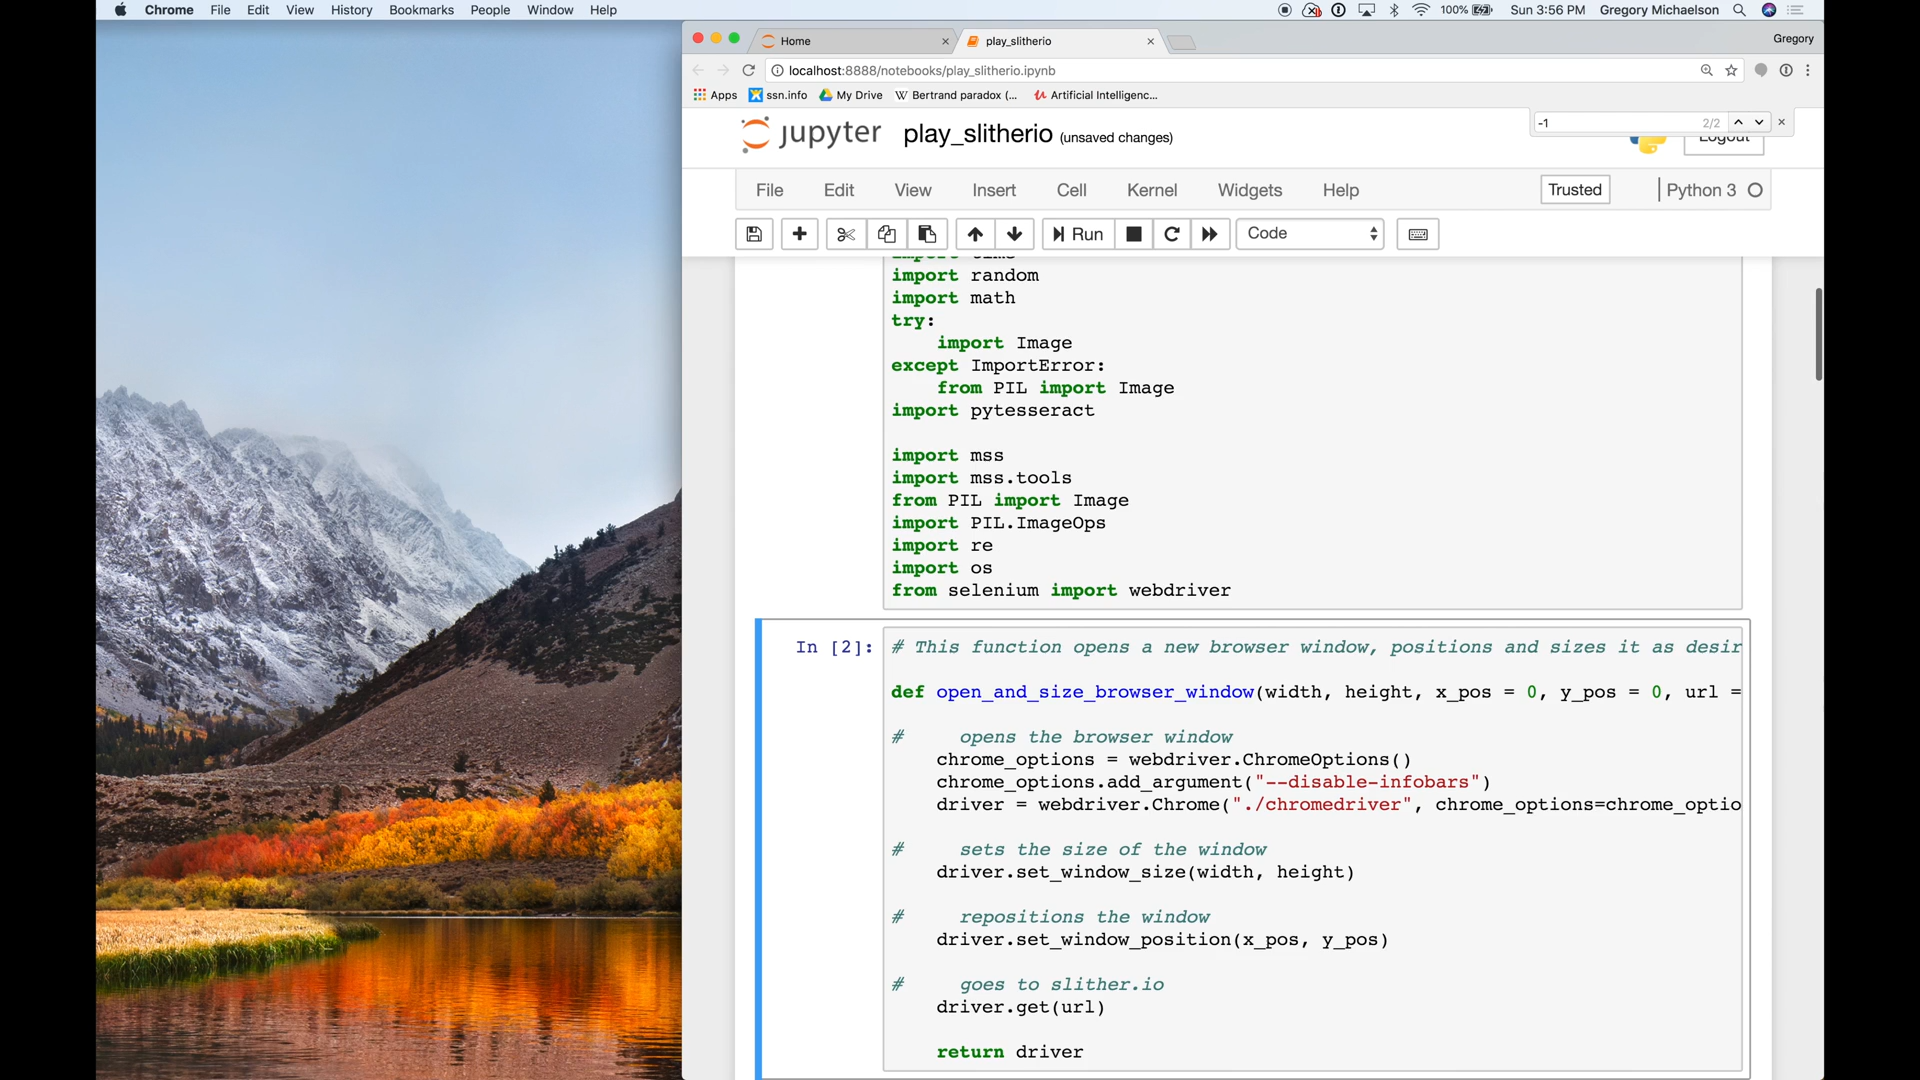 Chrome File Edit View History Bookmarks People Window Help 100% Sun 3:56 PM Gregory Michaelson
Home play_slitherio Gregory
localhost:8888/notebooks/play_slitherio.ipynb
Apps ssn.info My Drive W Bertrand paradox (... Artificial Intelligenc...
-1 2/2
jupyter play_slitherio (unsaved changes) Logout
File Edit View Insert Cell Kernel Widgets Help Trusted Python 3
Run Code
import random
import math
try:
import Image
except ImportError:
from PIL import Image
import pytesseract
import mss
import mss.tools
from PIL import Image
import PIL.ImageOps
import re
import os
from selenium import webdriver
In [2]: # This function opens a new browser window, positions and sizes it as desir
def open_and_size_browser_window(width, height, x_pos = 0, y_pos = 0, url =
# opens the browser window
chrome_options = webdriver.ChromeOptions()
chrome_options.add_argument("--disable-infobars")
driver = webdriver.Chrome("./chromedriver", chrome_options=chrome_optio
# sets the size of the window
driver.set_window_size(width, height)
# repositions the window
driver.set_window_position(x_pos, y_pos)
# goes to slither.io
driver.get(url)
return driver